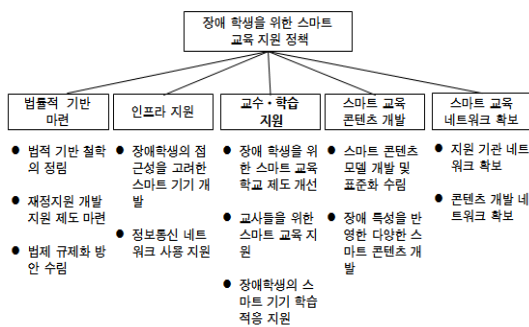 장애 학생을 위한 스마트
교육 지원 정책
법률적 기반
마련
● 법적 기반 철학
의 정립
● 재정지원 개발
지원 제도 마련
● 법제 규제화 방
안 수립
인프라 지원
● 장애학생의 접
근성을 고려한
스마트 기기 개
발
● 정보통신 네트
워크 사용 지원
교수・학습
지원
● 장애 학생을 위
한 스마트 교육
학교 제도 개선
● 교사들을 위한
스마트 교육 지
원
● 장애학생의 스
마트 기기 학습
적응 지원
스마트 교육
콘텐츠 개발
● 스마트 콘텐츠
모델 개발 및
표준화 수립
● 장애 특성을 반
영한 다양한 스
마트 콘텐츠 개
발
스마트 교육
네트워크 확보
● 지원 기관 네트
워크 확보
● 콘텐츠 개발 네
트워크 확보